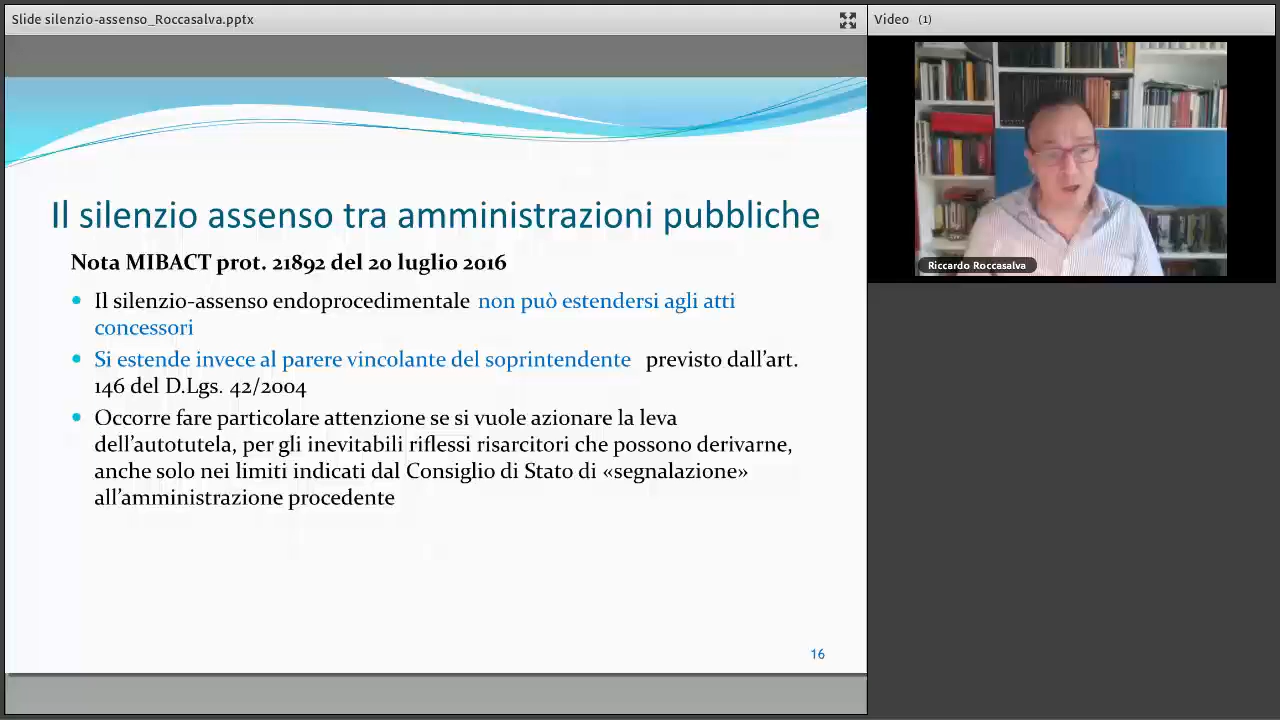 Slide silenzio-assenso_Roccasalva.pptx
Video (1)
Riccardo Roccasalva
Il silenzio assenso tra amministrazioni pubbliche
Nota MIBACT prot. 21892 del 20 luglio 2016
• Il silenzio-assenso endoprocedimentale non può estendersi agli atti
concessori
• Si estende invece al parere vincolante del soprintendente previsto dall’art.
146 del D.Lgs. 42/2004
• Occorre fare particolare attenzione se si vuole azionare la leva
dell’autotutela, per gli inevitabili riflessi risarcitori che possono derivarne,
anche solo nei limiti indicati dal Consiglio di Stato di «segnalazione»
all’amministrazione procedente
16